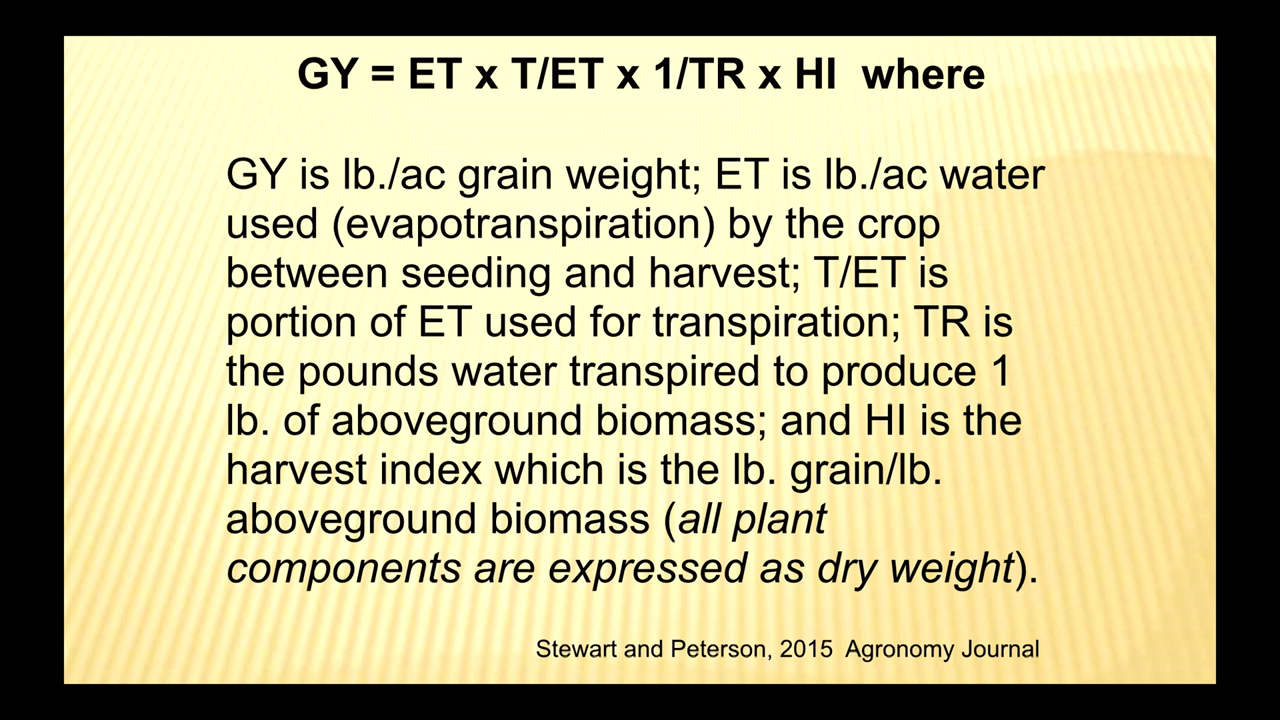 GY = ET x T/ET x 1/TR x HI  where
GY is lb./ac grain weight; ET is lb./ac water
used (evapotranspiration) by the crop
between seeding and harvest; T/ET is
portion of ET used for transpiration; TR is
the pounds water transpired to produce 1
lb. of aboveground biomass; and HI is the
harvest index which is the lb. grain/lb.
aboveground biomass (all plant
components are expressed as dry weight).
Stewart and Peterson, 2015  Agronomy Journal